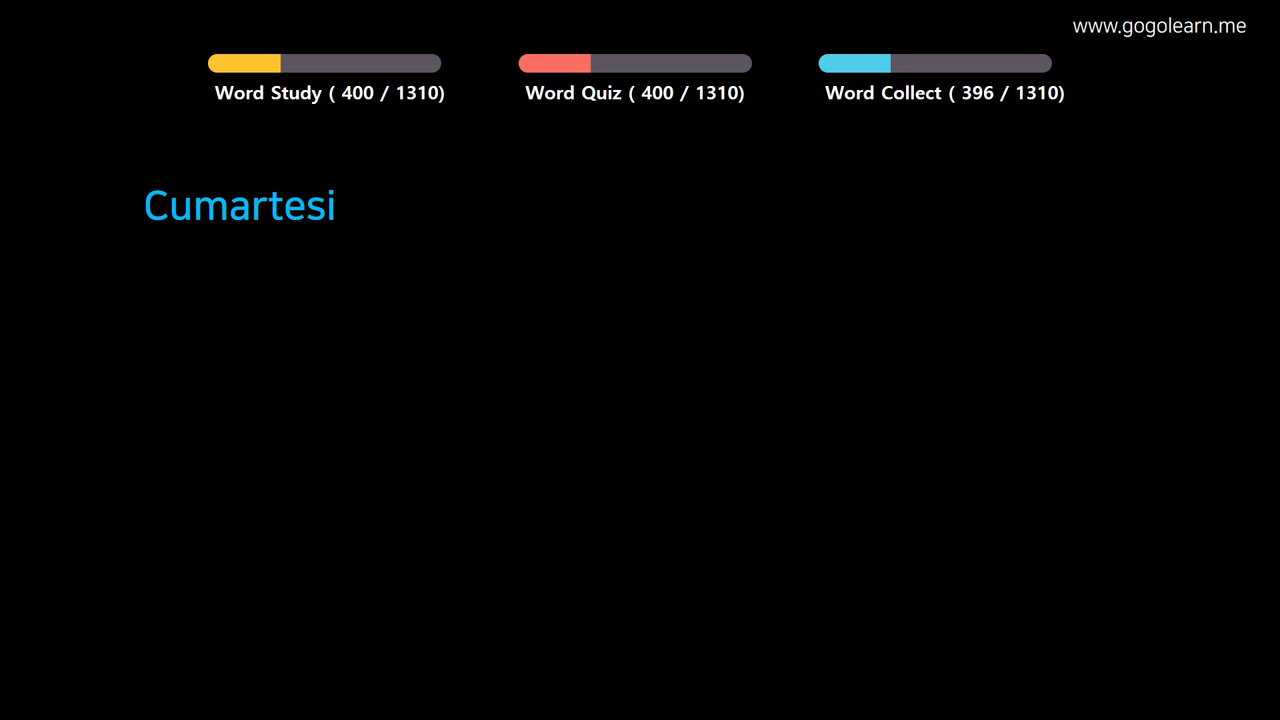 www.gogolearn.me
Word Study ( 400 / 1310)
Word Quiz ( 400 / 1310)
Word Collect ( 396 / 1310)
Cumartesi